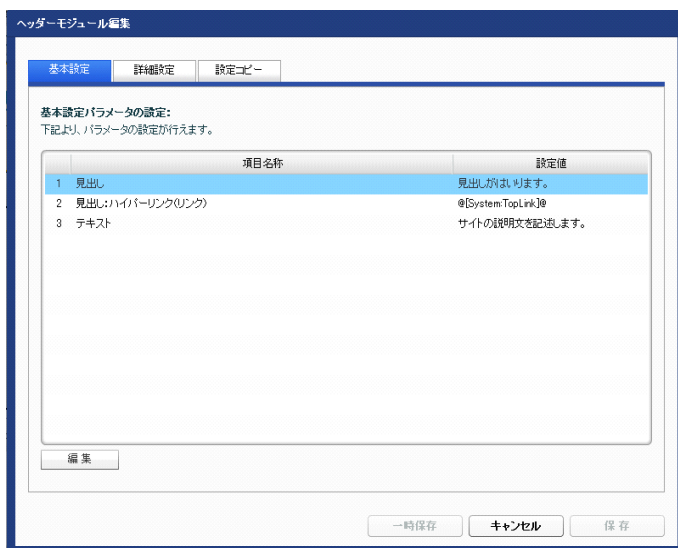 ヘッダーモジュール編集
基本設定 詳細設定 設定コピー
基本設定パラメータの設定:
下記より、パラメータの設定が行えます。
項目名称 設定値
1 見出し 見出しがはいります。
2 見出し:ハイパーリンク(リンク) @[System:TopLink]@
3 テキスト サイトの説明文を記述します。
編集
一時保存 キャンセル 保存